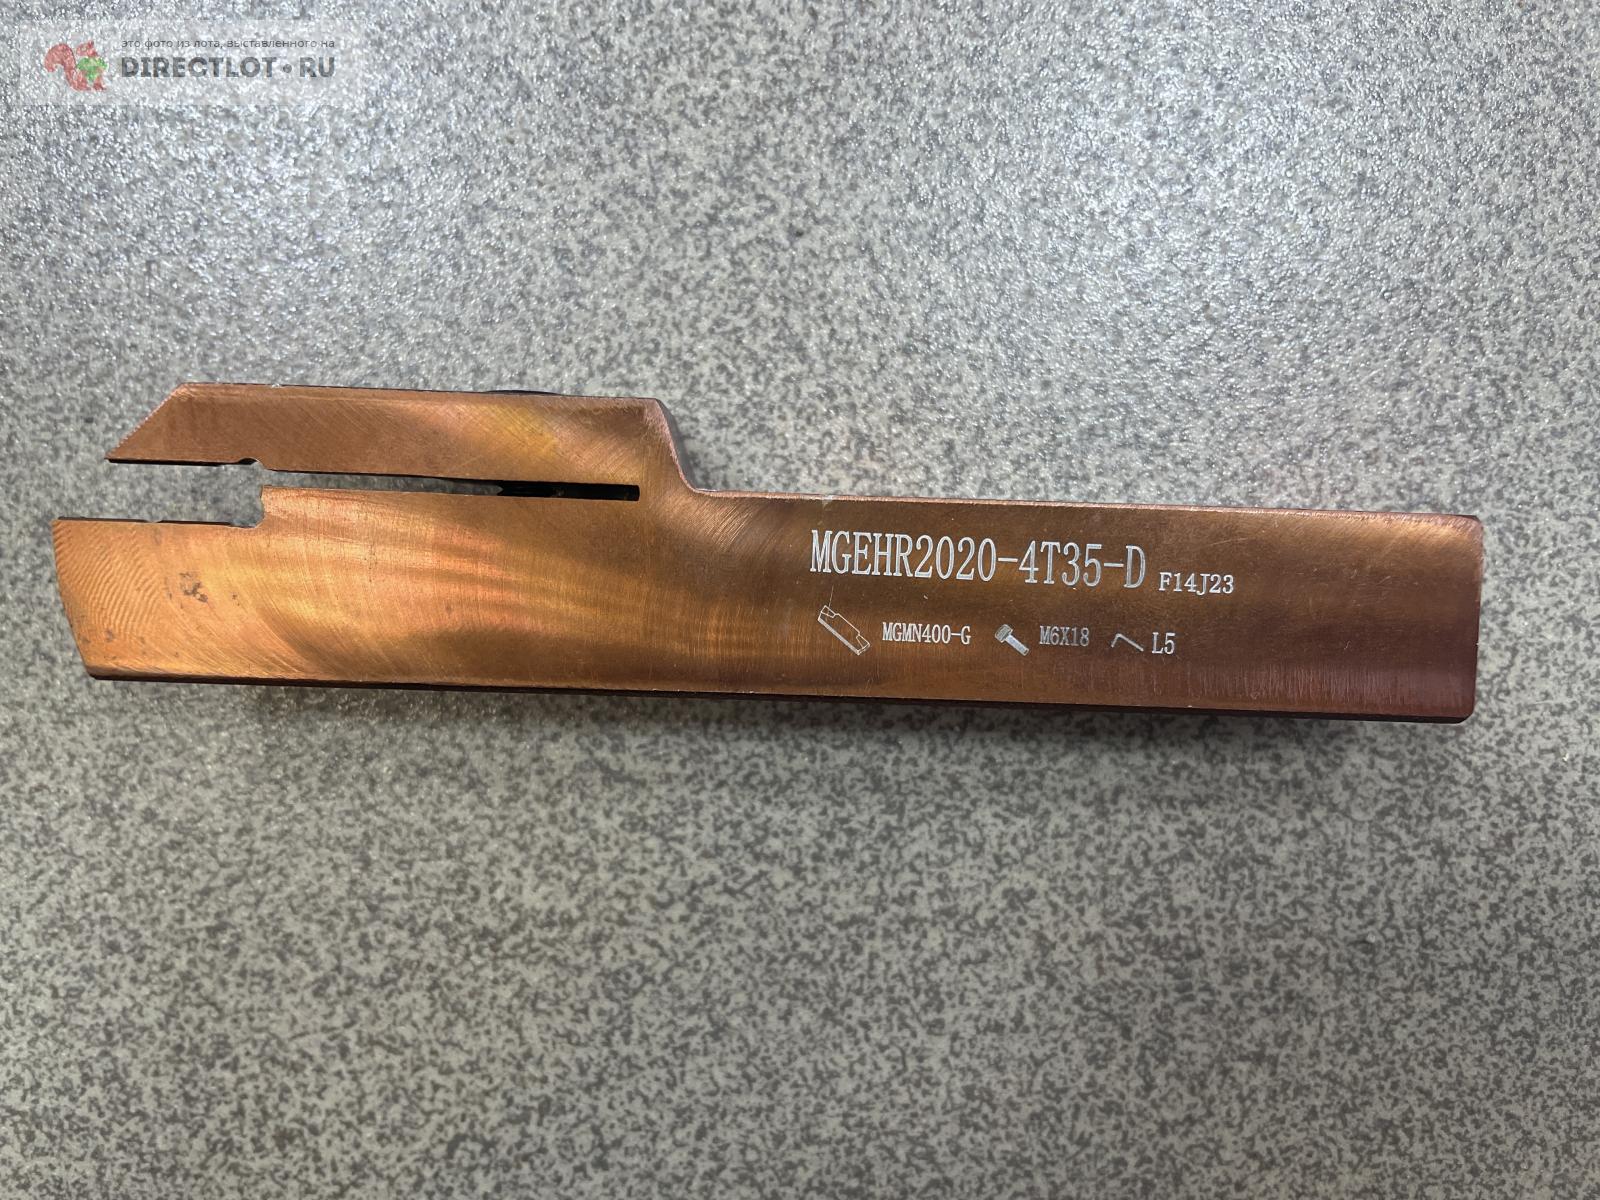 это фото из лота, выставленного на
DIRECTLOT.RU
MGEHR2020-4T35-D F14J23
MGMN400-G M6X18 L5